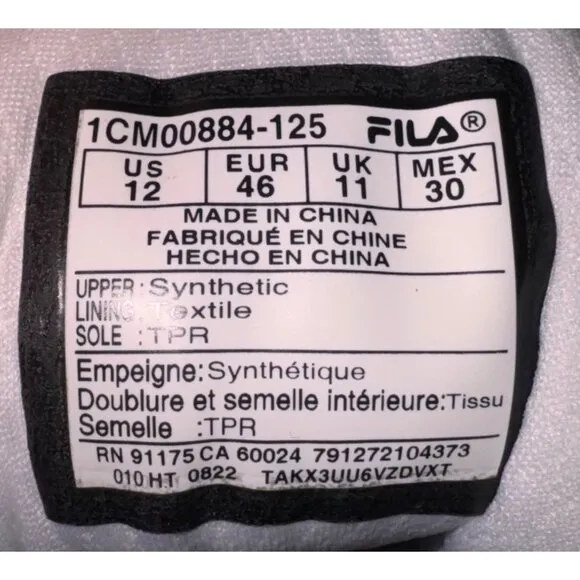 1CM00884-125 FILA®
US EUR UK MEX
12 46 11 30
MADE IN CHINA
FABRIQUÉ EN CHINE
HECHO EN CHINA
UPPER : Synthetic
LINING: Textile
SOLE : TPR
Empeigne: Synthétique
Doublure et semelle intérieure: Tissu
Semelle :TPR
RN 91175 CA 60024 791272104373
010 HT 0822 TAKX3UU6VZDVXT